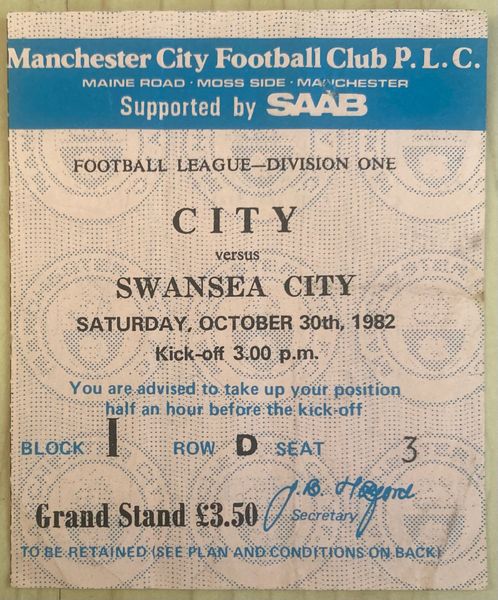 Manchester City Football Club P.L.C.
MAINE ROAD · MOSS SIDE · MANCHESTER
Supported by SAAB
FOOTBALL LEAGUE—DIVISION ONE
CITY
versus
SWANSEA CITY
SATURDAY, OCTOBER 30th, 1982
Kick-off 3.00 p.m.
You are advised to take up your position
half an hour before the kick-off
BLOCK I ROW D SEAT 3
Grand Stand £3.50
Secretary
TO BE RETAINED (SEE PLAN AND CONDITIONS ON BACK)